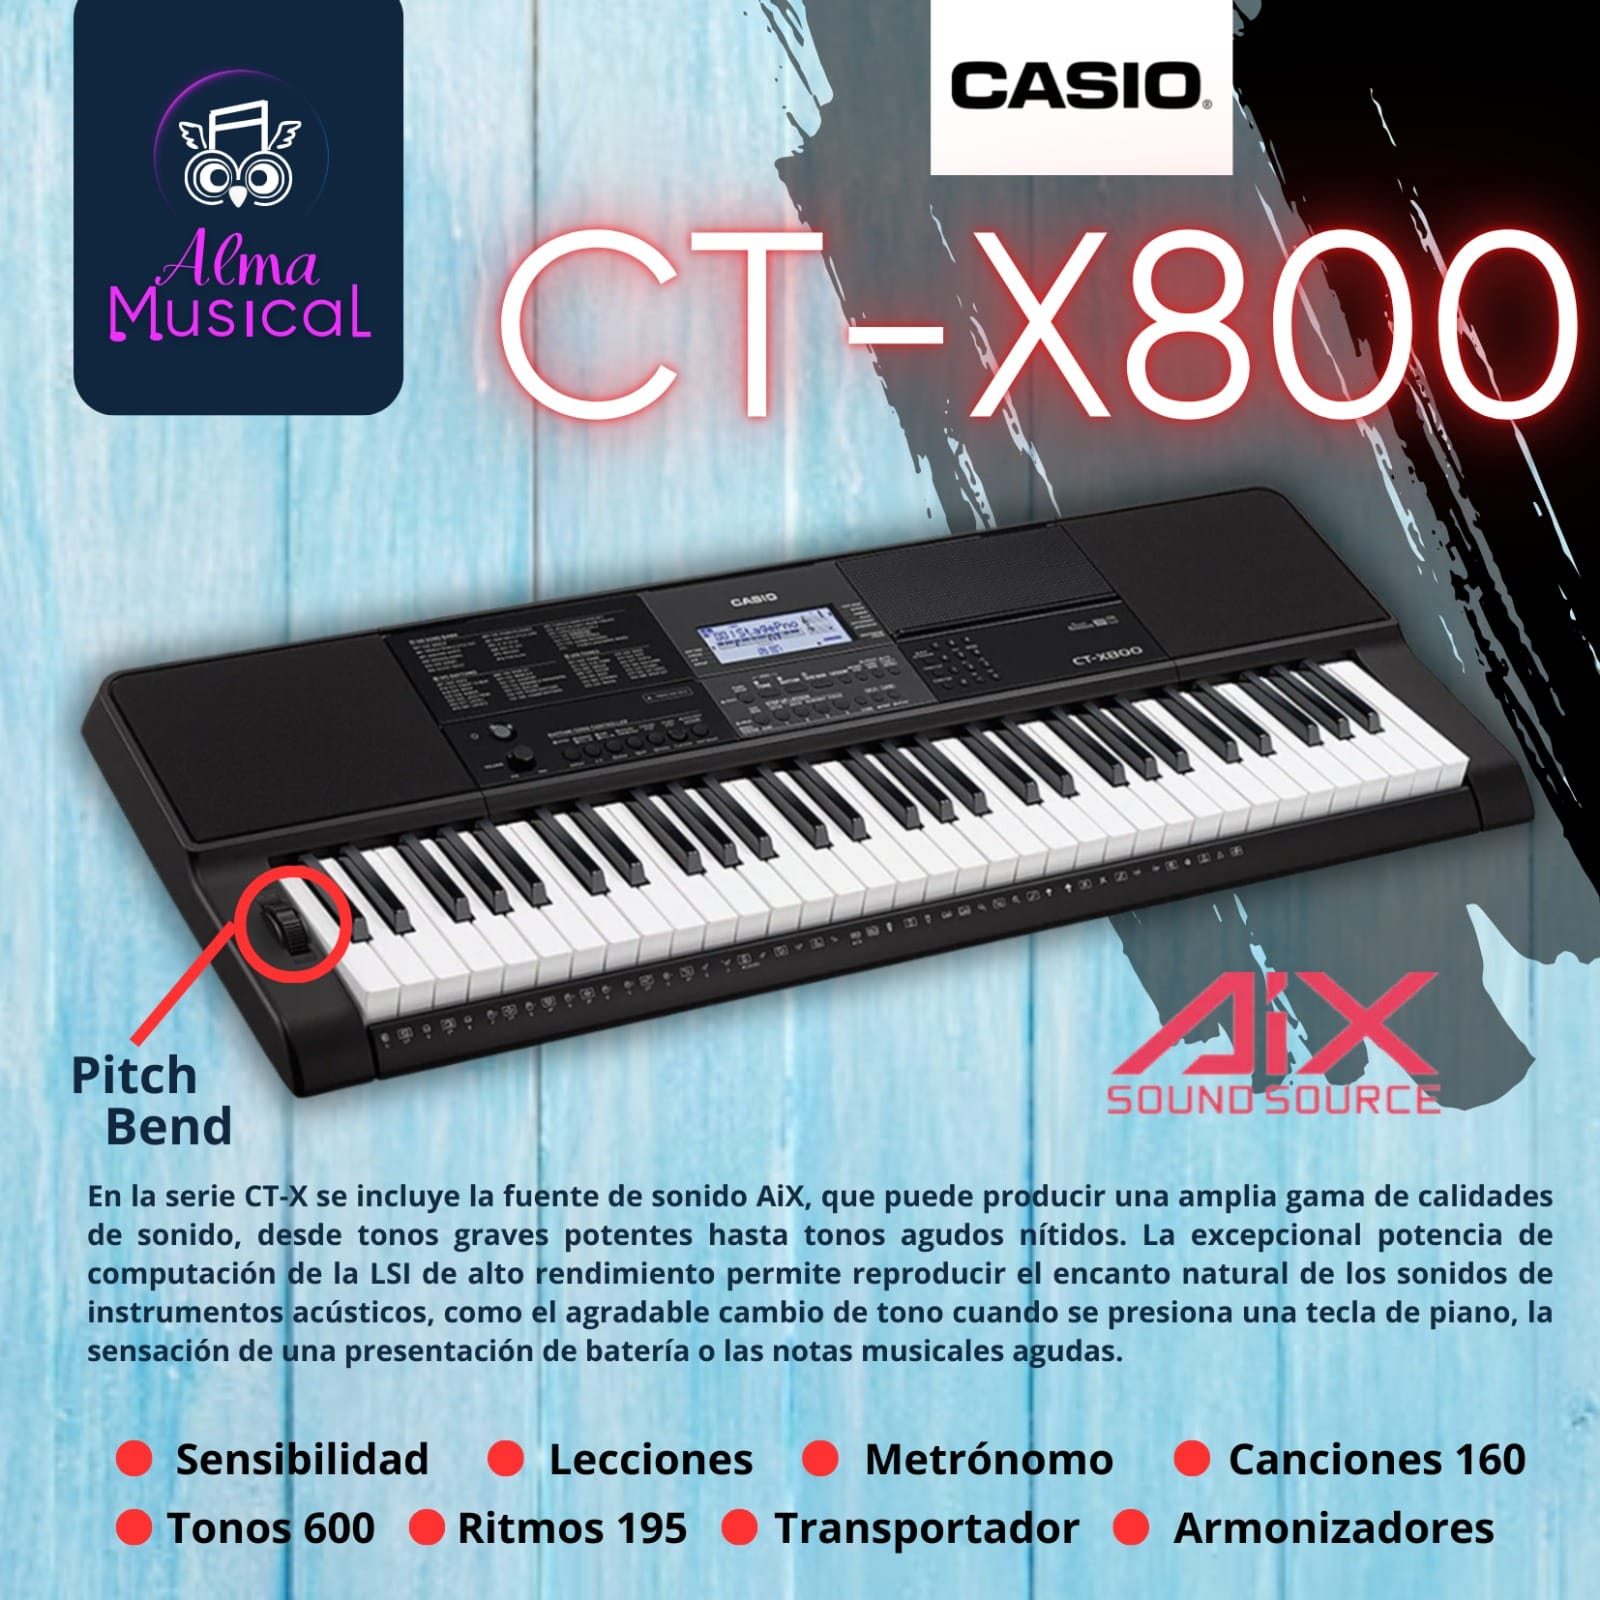 CASIO®
Alma
Musical
CT-X800
CASIO
001StagePno
CT-X800
AiX
SOUND SOURCE
Pitch
Bend
En la serie CT-X se incluye la fuente de sonido AiX, que puede producir una amplia gama de calidades
de sonido, desde tonos graves potentes hasta tonos agudos nítidos. La excepcional potencia de
computación de la LSI de alto rendimiento permite reproducir el encanto natural de los sonidos de
instrumentos acústicos, como el agradable cambio de tono cuando se presiona una tecla de piano, la
sensación de una presentación de batería o las notas musicales agudas.
Sensibilidad Lecciones Metrónomo Canciones 160
Tonos 600 Ritmos 195 Transportador Armonizadores